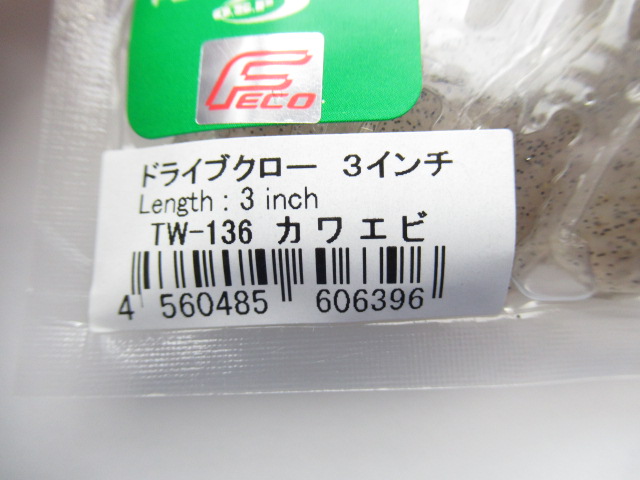 O.S.P
FECO
ドライブクロー 3インチ
Length : 3 inch
TW-136 カワエビ
4 560485 606396